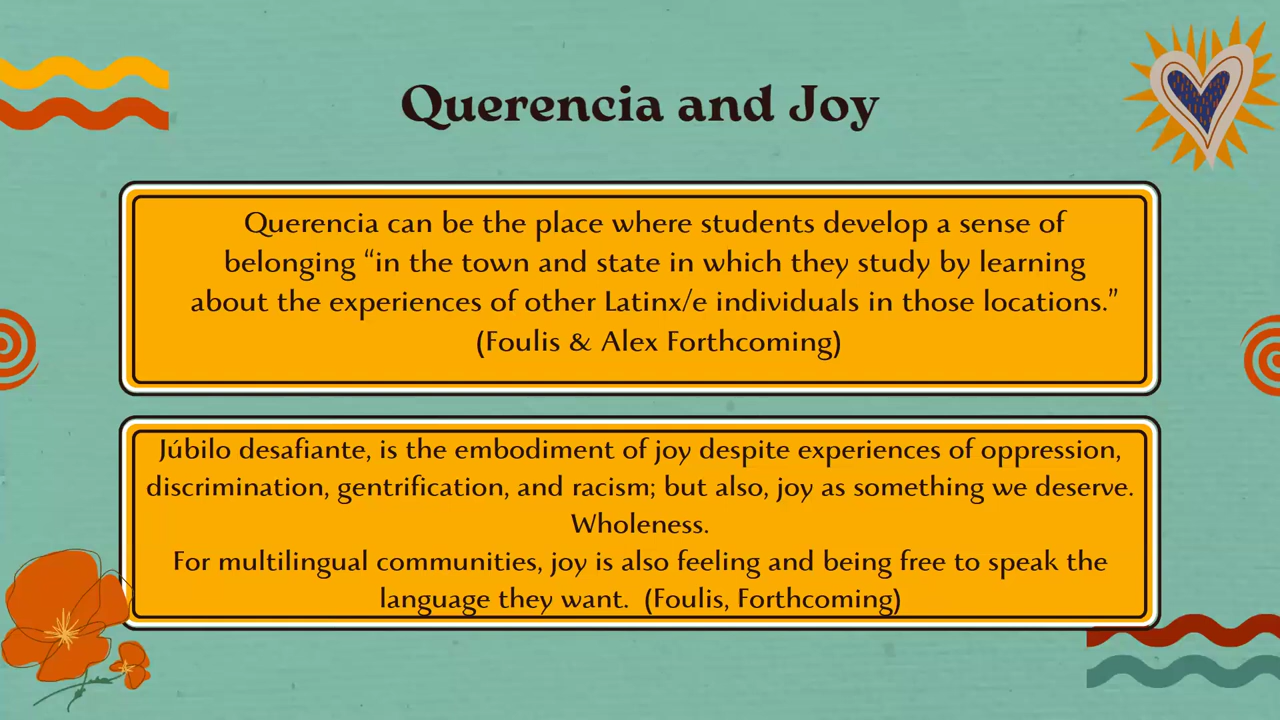 Querencia and Joy
Querencia can be the place where students develop a sense of
belonging “in the town and state in which they study by learning
about the experiences of other Latinx/e individuals in those locations.”
(Foulis & Alex Forthcoming)
Júbilo desafiante, is the embodiment of joy despite experiences of oppression,
discrimination, gentrification, and racism; but also, joy as something we deserve.
Wholeness.
For multilingual communities, joy is also feeling and being free to speak the
language they want.  (Foulis, Forthcoming)